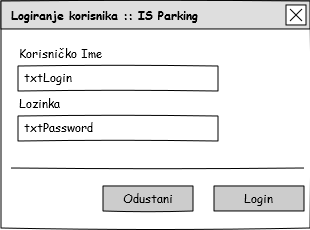 Logiranje korisnika :: IS Parking
Korisničko Ime
txtLogin
Lozinka
txtPassword
Odustani
Login